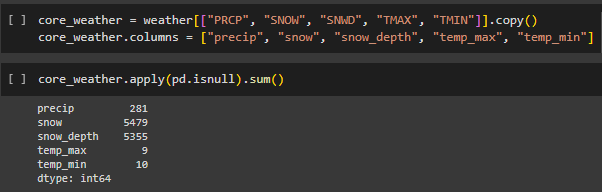 [ ] core_weather = weather[["PRCP", "SNOW", "SNWD", "TMAX", "TMIN"]].copy()
core_weather.columns = ["precip", "snow", "snow_depth", "temp_max", "temp_min"]
[ ] core_weather.apply(pd.isnull).sum()
precip 281
snow 5479
snow_depth 5355
temp_max 9
temp_min 10
dtype: int64